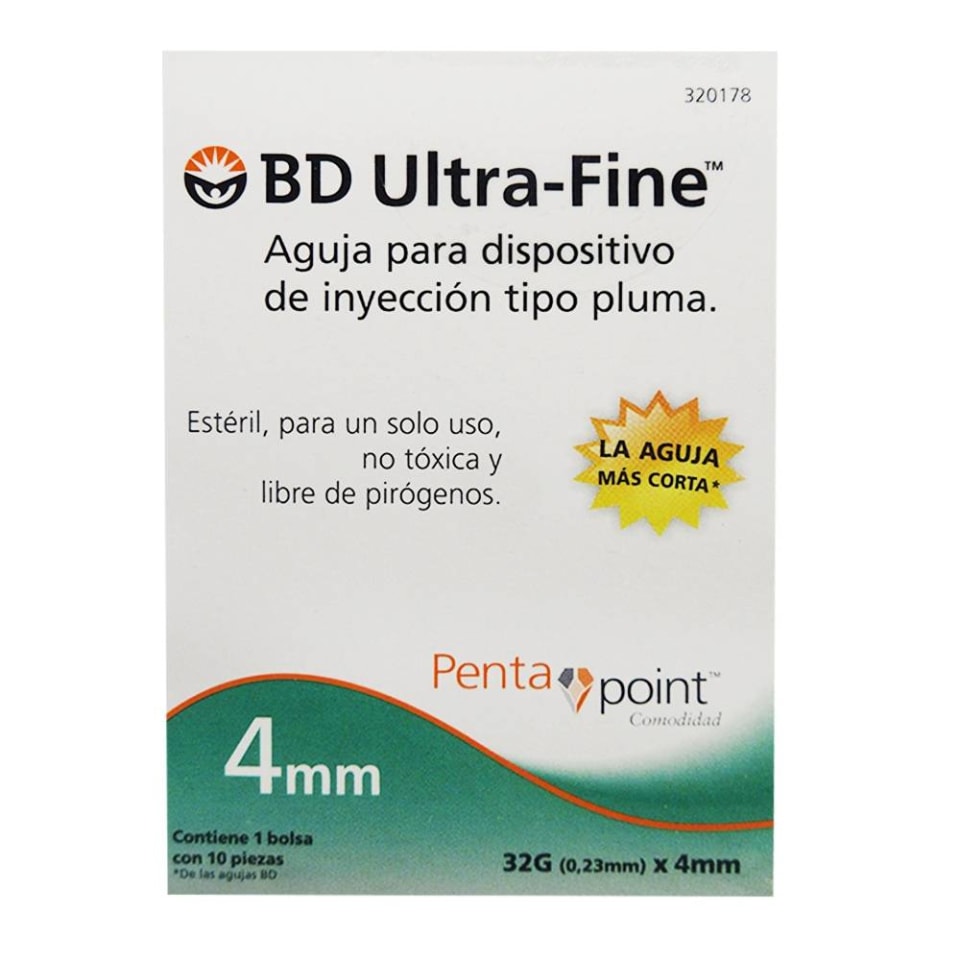 320178
BD Ultra-Fine™
Aguja para dispositivo
de inyección tipo pluma.
Estéril, para un solo uso,
no tóxica y
libre de pirógenos.
LA AGUJA
MÁS CORTA*
Penta point™
Comodidad
4mm
Contiene 1 bolsa
con 10 piezas
*De las agujas BD
32G (0,23mm) x 4mm